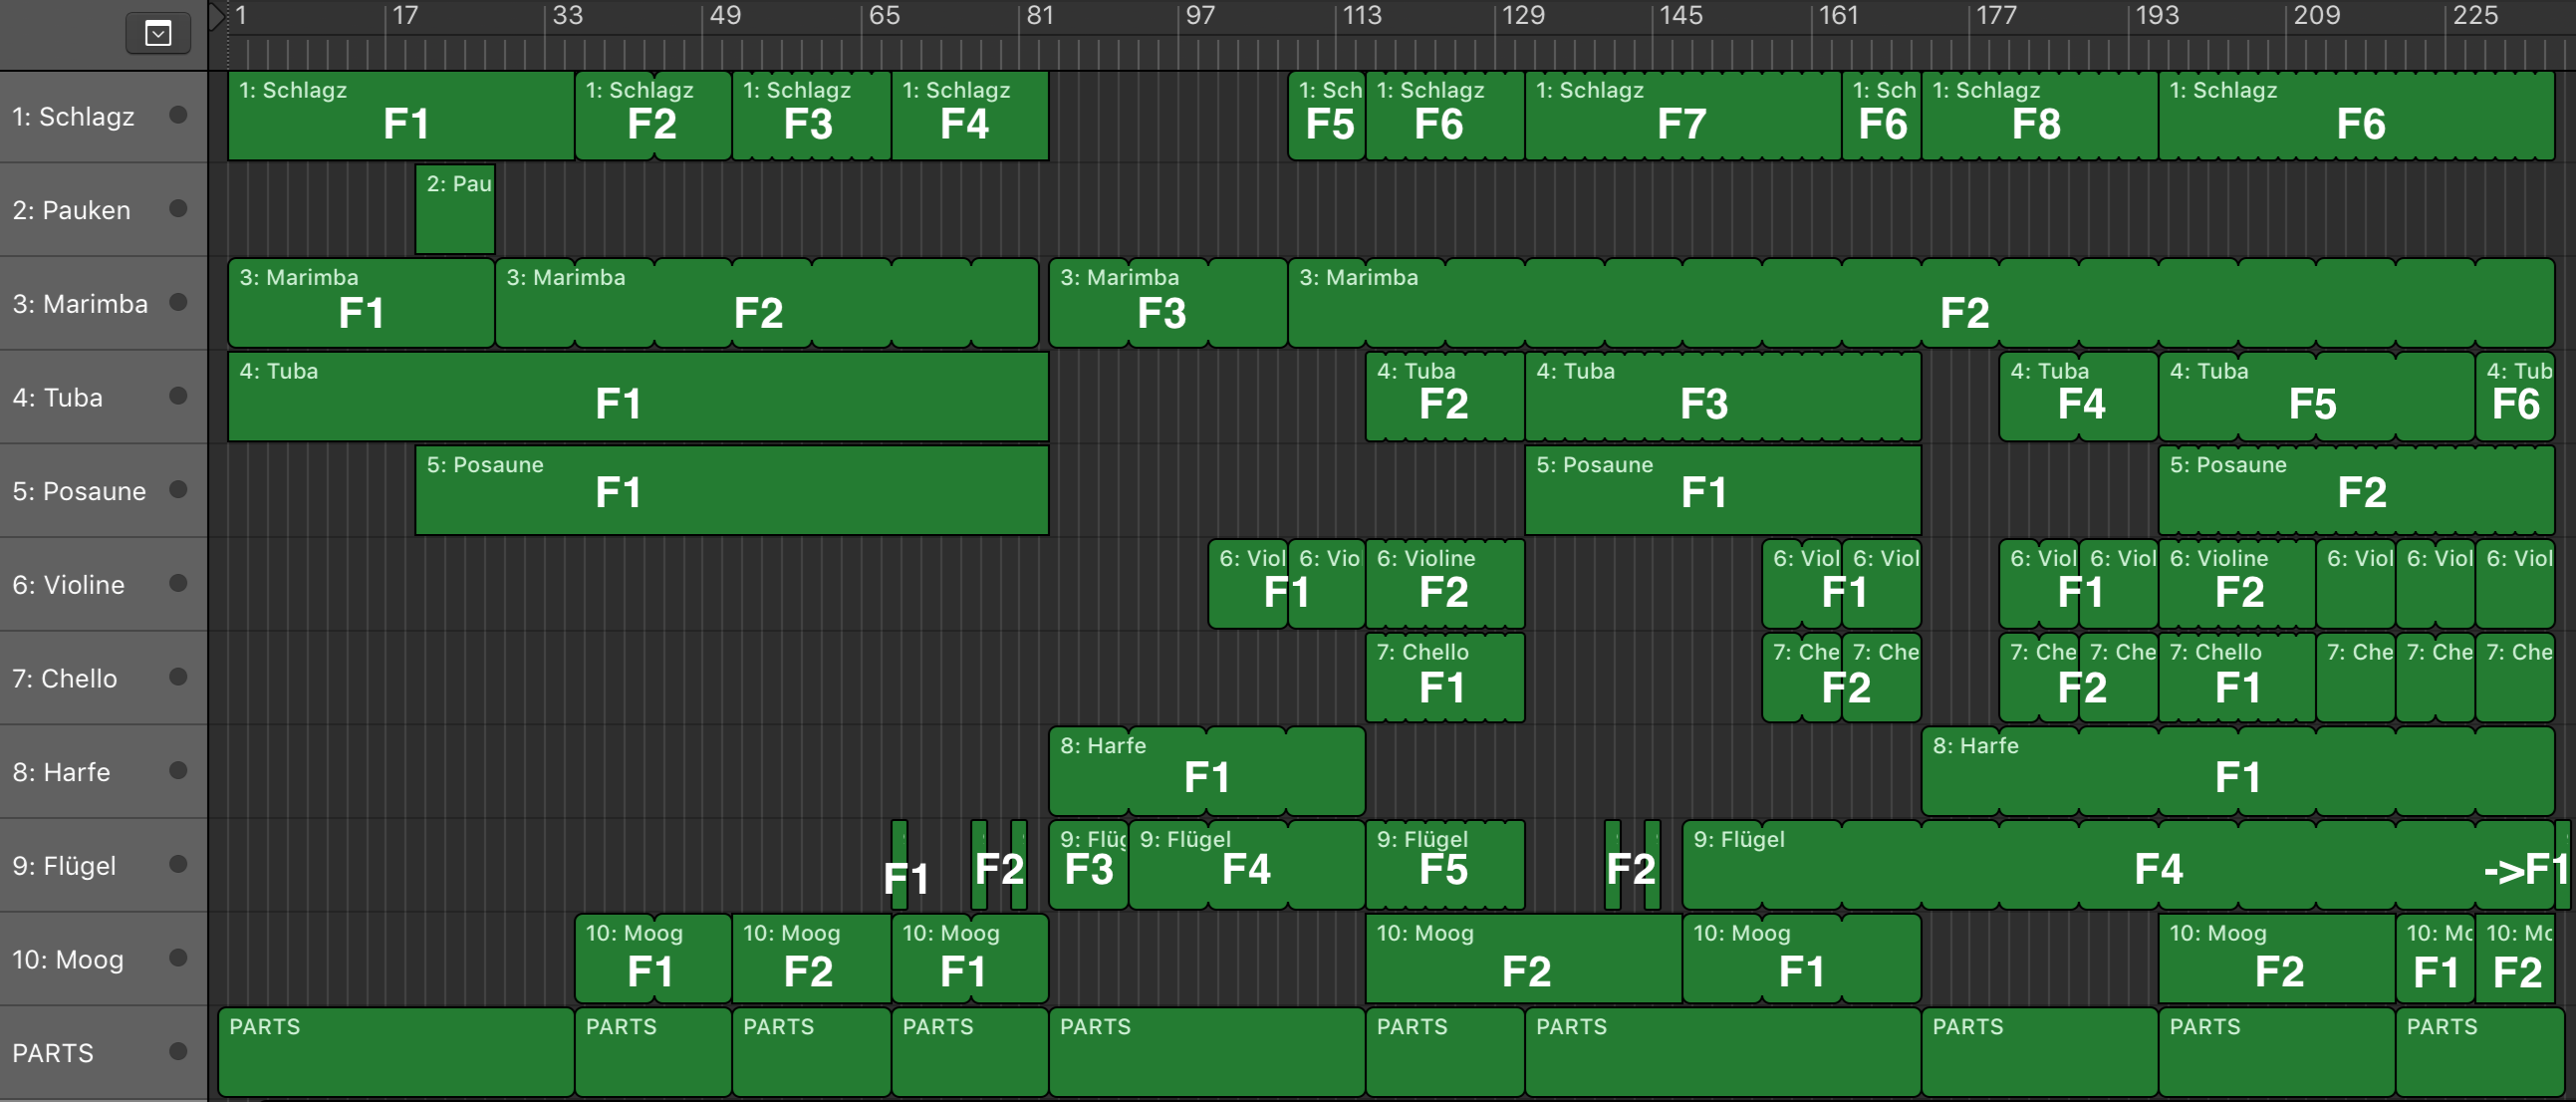 1 17 33 49 65 81 97 113 129 145 161 177 193 209 225
1: Schlagz 1: Schlagz 1: Schlagz 1: Schlagz 1: Schlagz 1: Sch 1: Schlagz 1: Schlagz 1: Sch 1: Schlagz 1: Schlagz
F1 F2 F3 F4 F5 F6 F7 F6 F8 F6
2: Pauken 2: Pau
3: Marimba 3: Marimba 3: Marimba 3: Marimba 3: Marimba
F1 F2 F3 F2
4: Tuba 4: Tuba 4: Tuba 4: Tuba 4: Tuba 4: Tuba 4: Tub
F1 F2 F3 F4 F5 F6
5: Posaune 5: Posaune 5: Posaune 5: Posaune
F1 F1 F2
6: Violine 6: Viol 6: Vio 6: Violine 6: Viol 6: Viol 6: Viol 6: Viol 6: Violine 6: Viol 6: Viol 6: Viol
F1 F2 F1 F1 F2
7: Chello 7: Chello 7: Che 7: Che 7: Che 7: Che 7: Chello 7: Che 7: Che 7: Che
F1 F2 F2 F1
8: Harfe 8: Harfe 8: Harfe
F1 F1
9: Flügel 9: Flüg 9: Flügel 9: Flügel 9: Flügel
F1 F2 F3 F4 F5 F2 F4 ->F1
10: Moog 10: Moog 10: Moog 10: Moog 10: Moog 10: Moog 10: Moog 10: Mo 10: Mo
F1 F2 F1 F2 F1 F2 F1 F2
PARTS PARTS PARTS PARTS PARTS PARTS PARTS PARTS PARTS PARTS PARTS